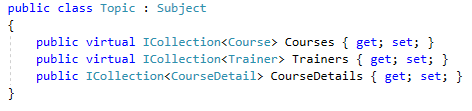 public class Topic : Subject
{
public virtual ICollection<Course> Courses { get; set; }
public virtual ICollection<Trainer> Trainers { get; set; }
public ICollection<CourseDetail> CourseDetails { get; set; }
}